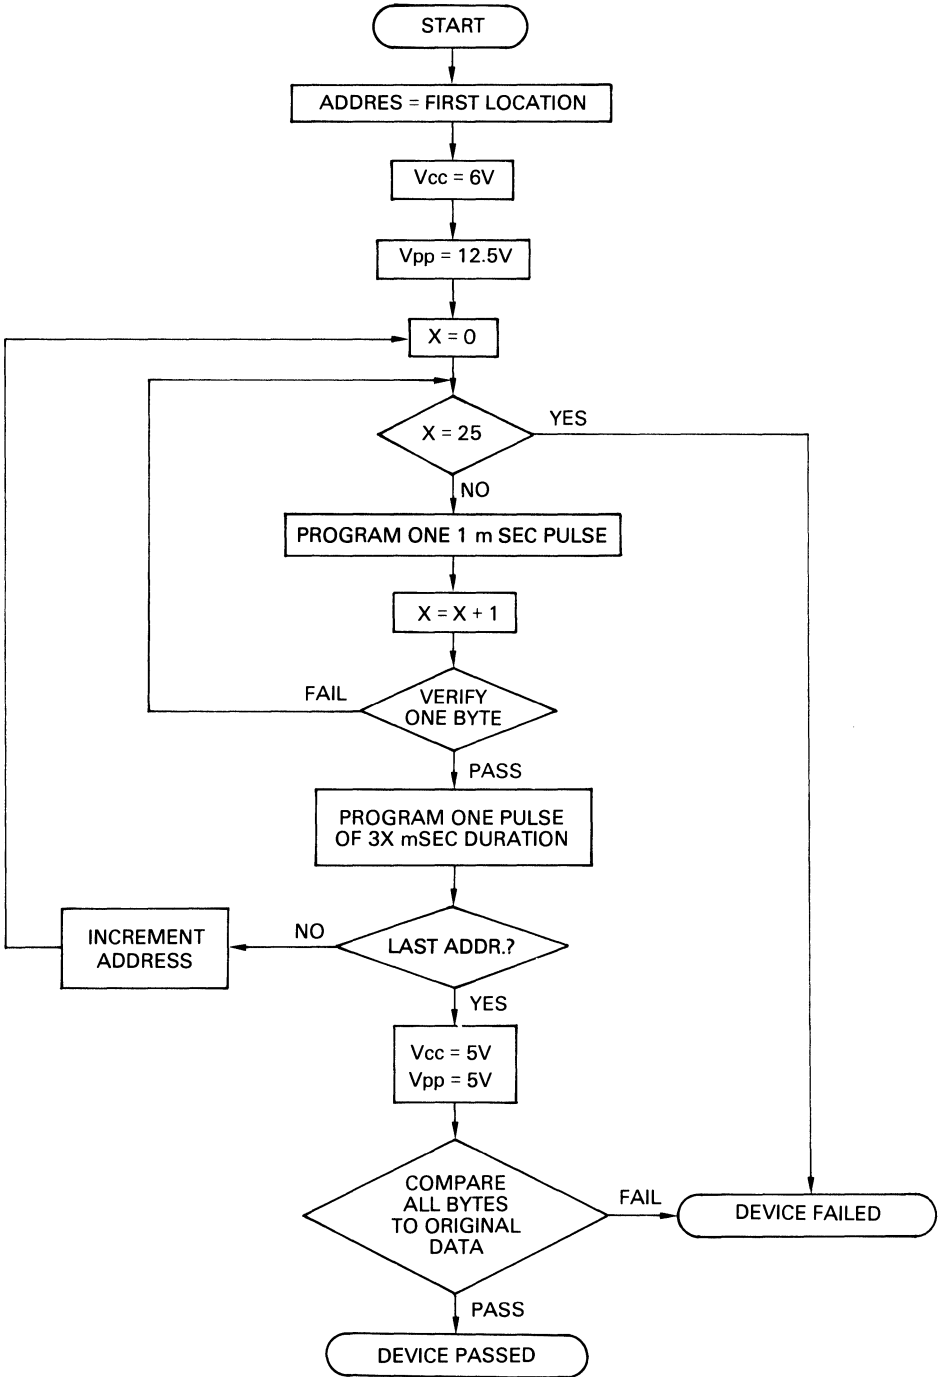 START
ADDRES = FIRST LOCATION
Vcc = 6V
Vpp = 12.5V
X = 0
X = 25
YES
NO
PROGRAM ONE 1 m SEC PULSE
X = X + 1
FAIL
VERIFY
ONE BYTE
PASS
PROGRAM ONE PULSE
OF 3X mSEC DURATION
INCREMENT
ADDRESS
NO
LAST ADDR.?
YES
Vcc = 5V
Vpp = 5V
COMPARE
ALL BYTES
TO ORIGINAL
DATA
FAIL
DEVICE FAILED
PASS
DEVICE PASSED